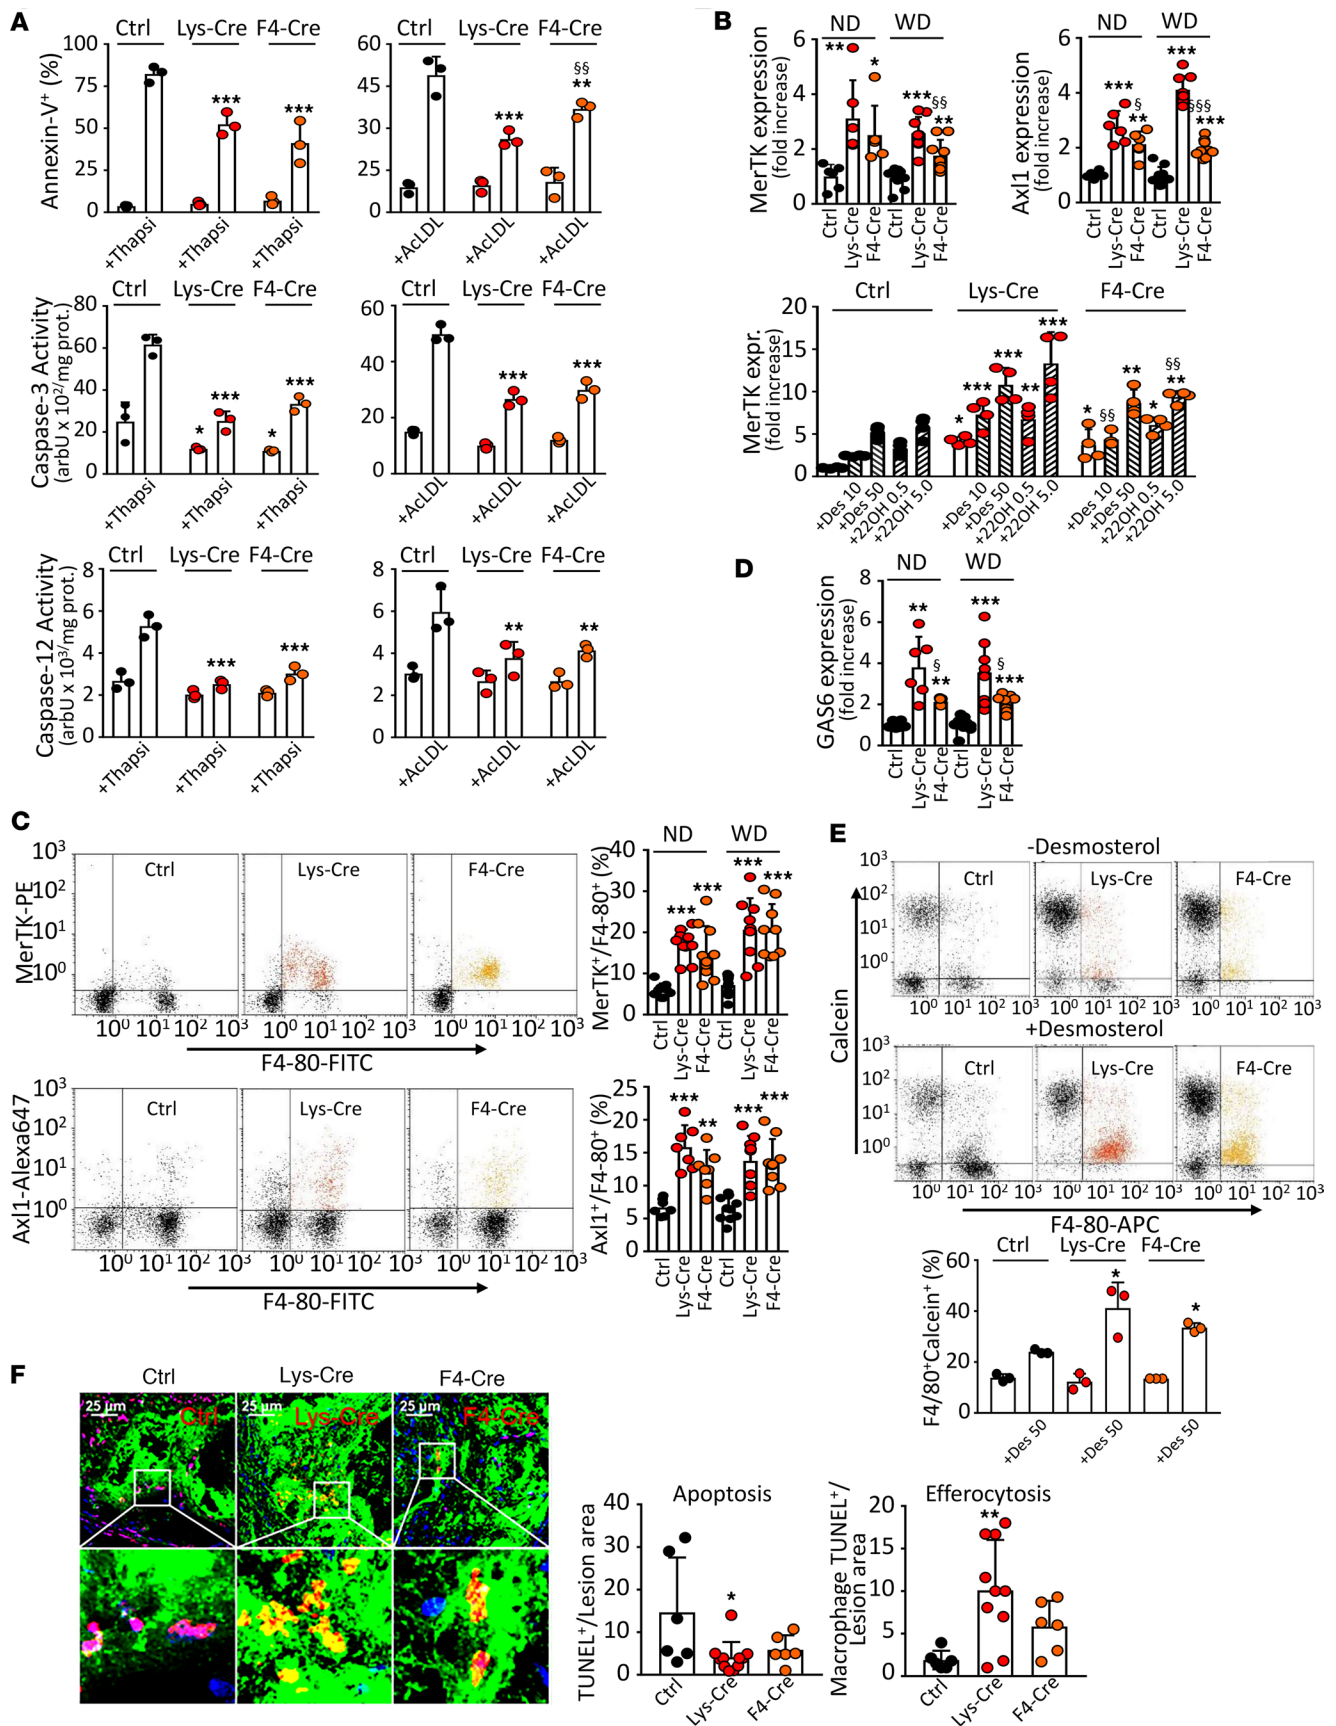 A
Ctrl Lys-Cre F4-Cre
Annexin-V⁺ (%)
100
75
50
25
0
***
***
+Thapsi
+Thapsi
+Thapsi
Ctrl Lys-Cre F4-Cre
60
45
30
25
0
***
§§
**
+AcLDL
+AcLDL
+AcLDL
Ctrl Lys-Cre F4-Cre
Caspase-3 Activity
(arbU x 10²/mg prot.)
80
60
40
20
0
*
***
*
***
+Thapsi
+Thapsi
+Thapsi
Ctrl Lys-Cre F4-Cre
60
40
20
0
***
***
+AcLDL
+AcLDL
+AcLDL
Ctrl Lys-Cre F4-Cre
Caspase-12 Activity
(arbU x 10³/mg prot.)
8
6
4
2
0
***
***
+Thapsi
+Thapsi
+Thapsi
Ctrl Lys-Cre F4-Cre
8
6
4
2
0
**
**
+AcLDL
+AcLDL
+AcLDL
B
ND WD
MerTK expression
(fold increase)
6
4
2
0
**
*
***
§§
**
Ctrl
Lys-Cre
F4-Cre
Ctrl
Lys-Cre
F4-Cre
ND WD
Axl1 expression
(fold increase)
6
4
2
0
***
§
**
***
§§§
***
Ctrl
Lys-Cre
F4-Cre
Ctrl
Lys-Cre
F4-Cre
Ctrl Lys-Cre F4-Cre
MerTK expr.
(fold increase)
20
15
10
5
0
*
***
***
**
***
*
§§
**
*
§§
**
+Des 10
+Des 50
+22OH 0.5
+22OH 5.0
+Des 10
+Des 50
+22OH 0.5
+22OH 5.0
+Des 10
+Des 50
+22OH 0.5
+22OH 5.0
D
ND WD
GAS6 expression
(fold increase)
8
6
4
2
0
**
§
**
***
§
***
Ctrl
Lys-Cre
F4-Cre
Ctrl
Lys-Cre
F4-Cre
C
MerTK-PE
10³
10²
10¹
10⁰
Ctrl
Lys-Cre
F4-Cre
10⁰ 10¹ 10² 10³
10⁰ 10¹ 10² 10³
10⁰ 10¹ 10² 10³
F4-80-FITC
ND WD
MerTK⁺/F4-80⁺ (%)
40
30
20
10
0
***
***
***
***
Ctrl
Lys-Cre
F4-Cre
Ctrl
Lys-Cre
F4-Cre
Axl1-Alexa647
10³
10²
10¹
10⁰
Ctrl
Lys-Cre
F4-Cre
10⁰ 10¹ 10² 10³
10⁰ 10¹ 10² 10³
10⁰ 10¹ 10² 10³
F4-80-FITC
Axl1⁺/F4-80⁺ (%)
25
20
15
10
5
0
***
**
***
***
Ctrl
Lys-Cre
F4-Cre
Ctrl
Lys-Cre
F4-Cre
E
-Desmosterol
Calcein
10³
10²
10¹
10⁰
Ctrl
Lys-Cre
F4-Cre
10⁰ 10¹ 10² 10³
10⁰ 10¹ 10² 10³
10⁰ 10¹ 10² 10³
+Desmosterol
10³
10²
10¹
10⁰
Ctrl
Lys-Cre
F4-Cre
10⁰ 10¹ 10² 10³
10⁰ 10¹ 10² 10³
10⁰ 10¹ 10² 10³
F4-80-APC
Ctrl Lys-Cre F4-Cre
F4/80⁺Calcein⁺ (%)
60
40
20
0
*
*
+Des 50
+Des 50
+Des 50
F
Ctrl Lys-Cre F4-Cre
25 µm
Ctrl
25 µm
Lys-Cre
25 µm
F4-Cre
Apoptosis
TUNEL⁺/Lesion area
40
30
20
10
0
*
Ctrl
Lys-Cre
F4-Cre
Efferocytosis
Macrophage TUNEL⁺/
Lesion area
20
15
10
5
0
**
Ctrl
Lys-Cre
F4-Cre